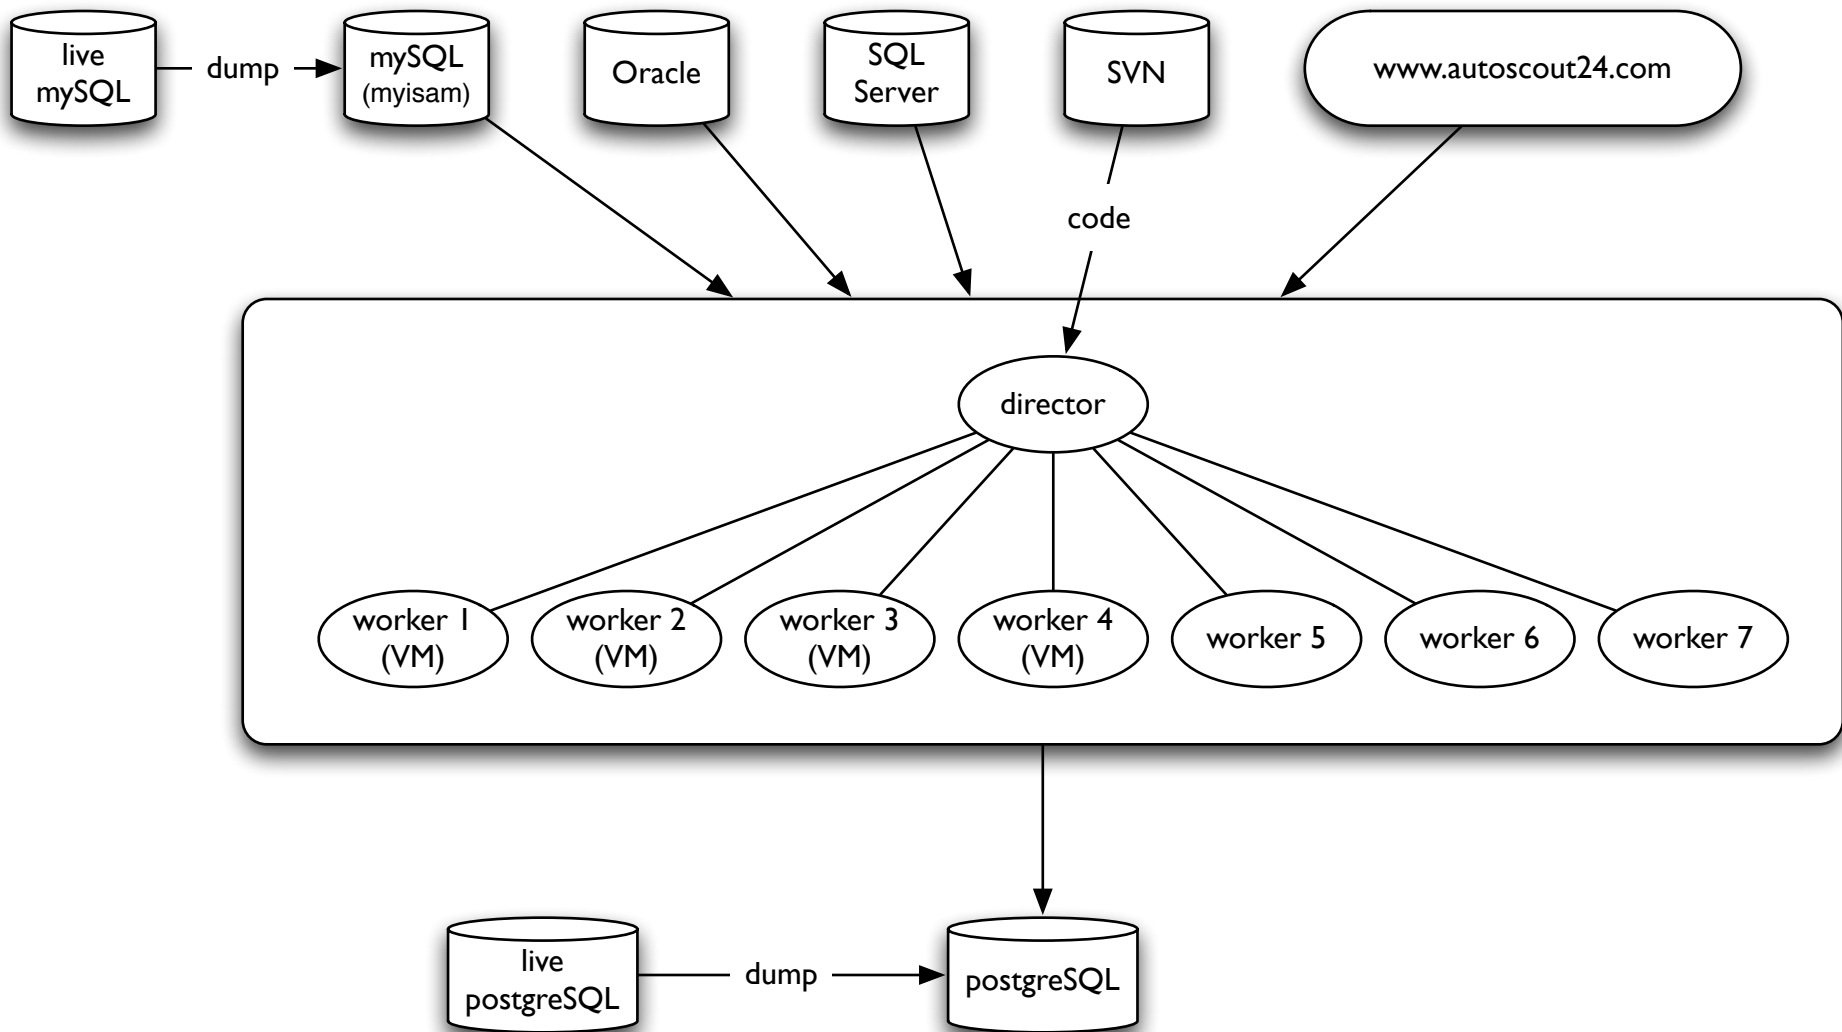 live
mySQL
dump
mySQL
(myisam)
Oracle
SQL
Server
SVN
www.autoscout24.com
code
director
worker 1
(VM)
worker 2
(VM)
worker 3
(VM)
worker 4
(VM)
worker 5
worker 6
worker 7
live
postgreSQL
dump
postgreSQL